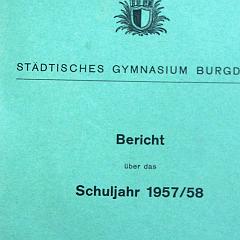 STÄDTISCHES GYMNASIUM BURGD
Bericht
über das
Schuljahr 1957/58